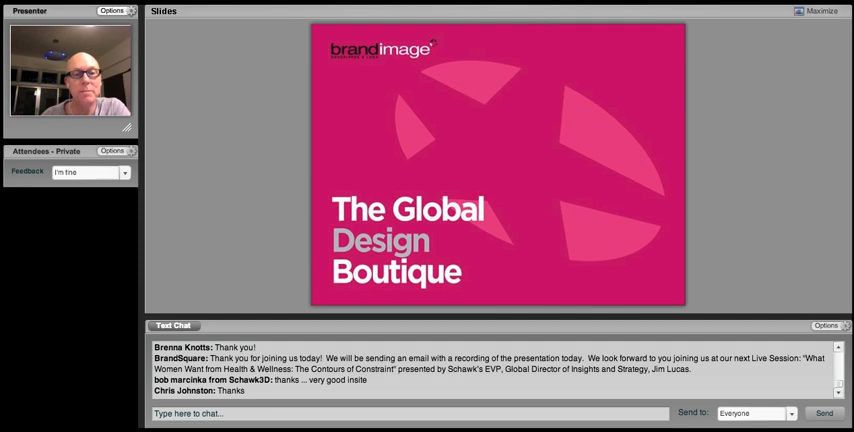 Presenter
Options
Attendees - Private
Options
Feedback
I'm fine
Slides
Maximize
brandimage
The Global
Design
Boutique
Text Chat
Options
Brenna Knotts: Thank you!
BrandSquare: Thank you for joining us today!  We will be sending an email with a recording of the presentation today.  We look forward to you joining us at our next Live Session: "What
Women Want from Health & Wellness: The Contours of Constraint" presented by Schawk's EVP, Global Director of Insights and Strategy, Jim Lucas.
bob marcinka from Schawk3D: thanks ... very good insite
Chris Johnston: Thanks
Type here to chat...
Send to:
Everyone
Send